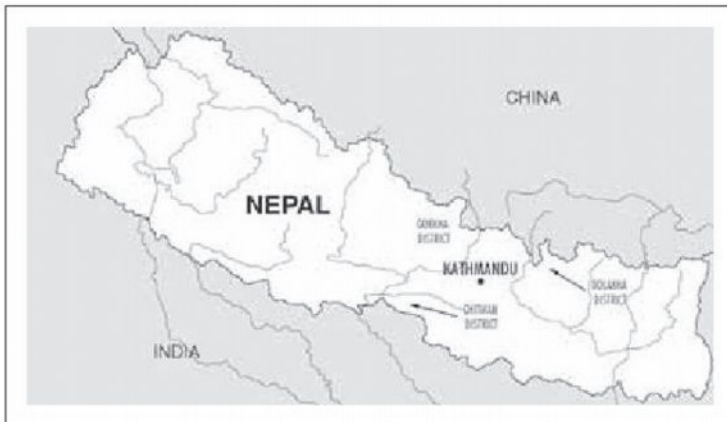 CHINA
NEPAL
GORKHA
DISTRICT
KATHMANDU
DOLAKHA
DISTRICT
CHITWAN
DISTRICT
INDIA